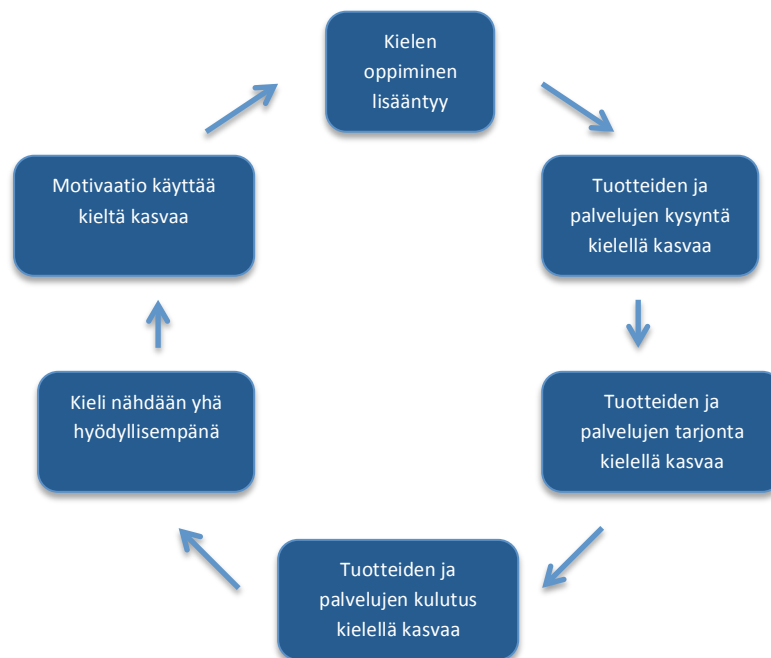 Kielen
oppiminen
lisääntyy
Tuotteiden ja
palvelujen kysyntä
kielellä kasvaa
Tuotteiden ja
palvelujen tarjonta
kielellä kasvaa
Tuotteiden ja
palvelujen kulutus
kielellä kasvaa
Kieli nähdään yhä
hyödyllisempänä
Motivaatio käyttää
kieltä kasvaa